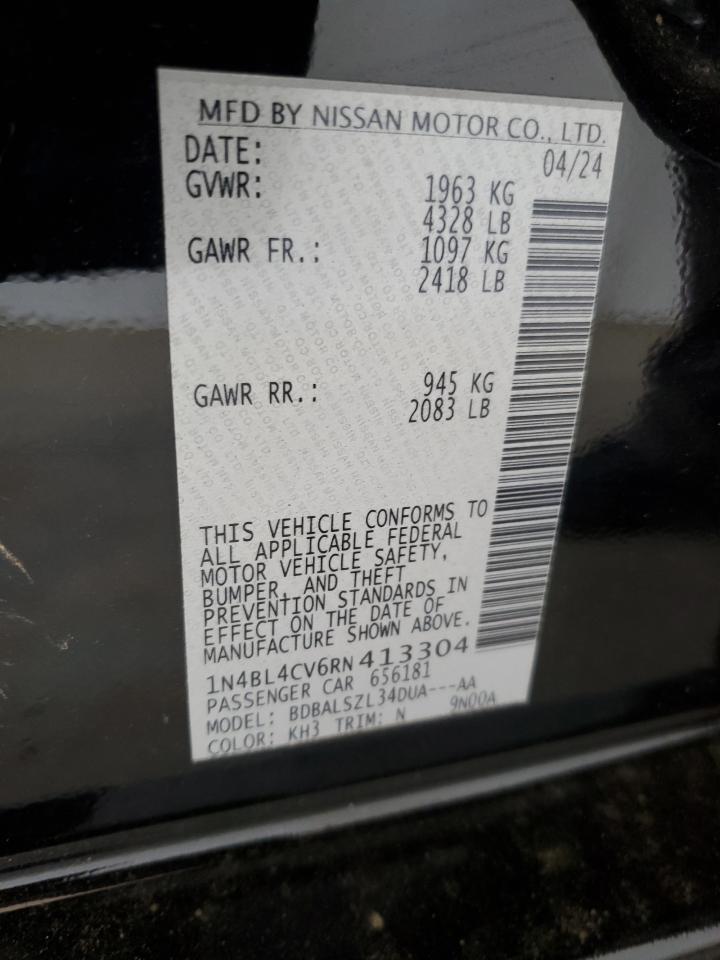 MFD BY NISSAN MOTOR CO., LTD.
DATE: 04/24
GVWR: 1963 KG
4328 LB
GAWR FR.: 1097 KG
2418 LB
GAWR RR.: 945 KG
2083 LB
THIS VEHICLE CONFORMS TO
ALL APPLICABLE FEDERAL
MOTOR VEHICLE SAFETY,
BUMPER, AND THEFT
PREVENTION STANDARDS IN
EFFECT ON THE DATE OF
MANUFACTURE SHOWN ABOVE.
1N4BL4CV6RN413304
PASSENGER CAR 656181
MODEL: BDBALSZL34DUA---AA
COLOR: KH3 TRIM: N 9N00A